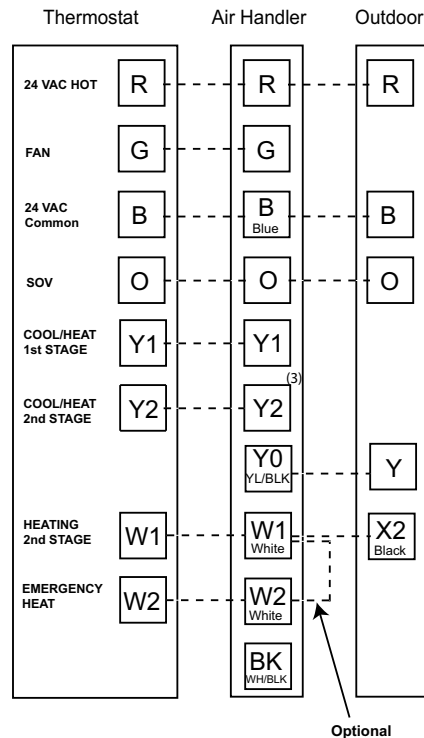 Thermostat Air Handler Outdoor
24 VAC HOT R R R
FAN G G
24 VAC
Common B B Blue B
SOV O O O
COOL/HEAT
1st STAGE Y1 Y1
(3)
COOL/HEAT
2nd STAGE Y2 Y2
Y0 Y
YL/BLK
HEATING
2nd STAGE W1 W1 X2
White Black
EMERGENCY
HEAT W2 W2
White
BK
WH/BLK
Optional